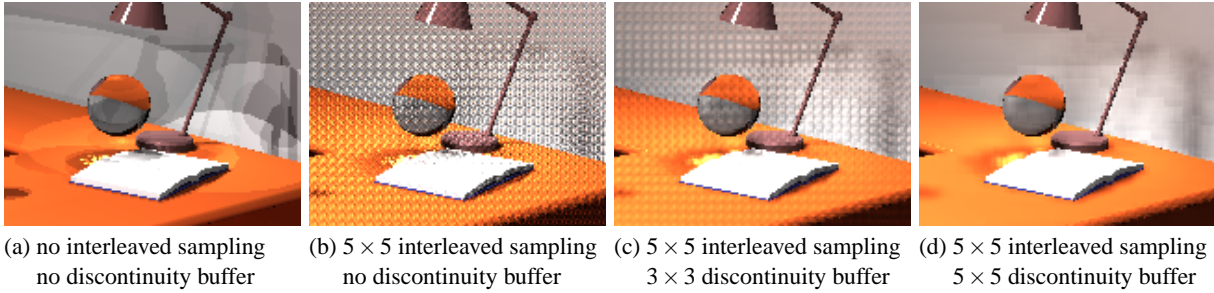 (a) no interleaved sampling
no discontinuity buffer
(b) 5 × 5 interleaved sampling
no discontinuity buffer
(c) 5 × 5 interleaved sampling
3 × 3 discontinuity buffer
(d) 5 × 5 interleaved sampling
5 × 5 discontinuity buffer